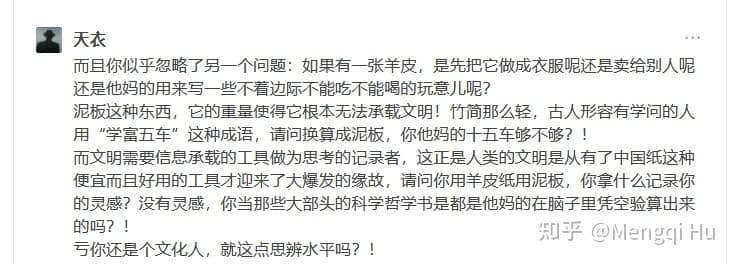 天衣
而且你似乎忽略了另一个问题：如果有一张羊皮，是先把它做成衣服呢还是卖给别人呢
还是他妈的用来写一些不着边际不能吃不能喝的玩意儿呢？
泥板这种东西，它的重量使得它根本无法承载文明！竹简那么轻，古人形容有学问的人
用“学富五车”这种成语，请问换算成泥板，你他妈的十五车够不够？！
而文明需要信息承载的工具做为思考的记录者，这正是人类的文明是从有了中国纸这种
便宜而且好用的工具才迎来了大爆发的缘故，请问你用羊皮纸用泥板，你拿什么记录你
的灵感？没有灵感，你当那些大部头的科学哲学书是都是他妈的在脑子里凭空验算出来
的吗？！
亏你还是个文化人，就这点思辨水平吗？！
知乎 @Mengqi Hu